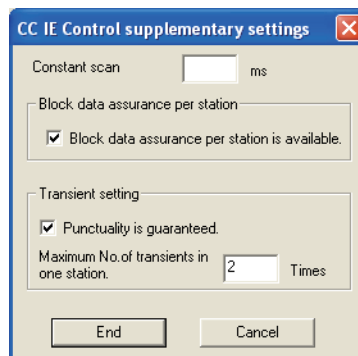 CC IE Control supplementary settings
Constant scan ms
Block data assurance per station
Block data assurance per station is available.
Transient setting
Punctuality is guaranteed.
Maximum No.of transients in
one station. 2 Times
End Cancel